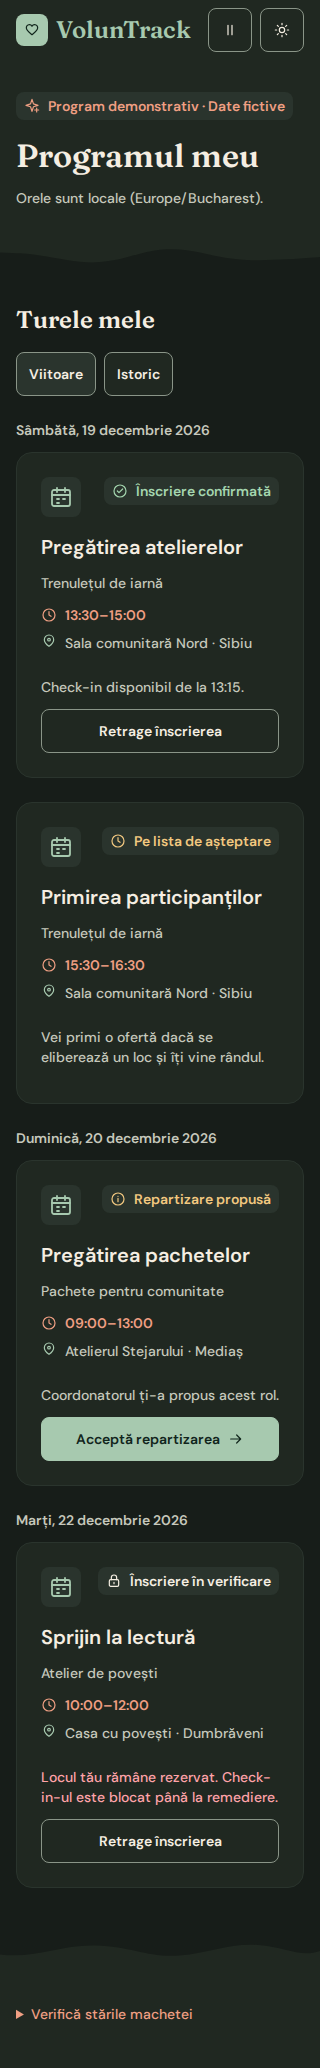 VolunTrack
Program demonstrativ · Date fictive
Programul meu
Orele sunt locale (Europe/Bucharest).
Turele mele
Viitoare
Istoric
Sâmbătă, 19 decembrie 2026
Înscriere confirmată
Pregătirea atelierelor
Trenulețul de iarnă
13:30–15:00
Sala comunitară Nord · Sibiu
Check-in disponibil de la 13:15.
Retrage înscrierea
Pe lista de așteptare
Primirea participanților
Trenulețul de iarnă
15:30–16:30
Sala comunitară Nord · Sibiu
Vei primi o ofertă dacă se
eliberează un loc și îți vine rândul.
Duminică, 20 decembrie 2026
Repartizare propusă
Pregătirea pachetelor
Pachete pentru comunitate
09:00–13:00
Atelierul Stejarului · Mediaș
Coordonatorul ți-a propus acest rol.
Acceptă repartizarea →
Marți, 22 decembrie 2026
Înscriere în verificare
Sprijin la lectură
Atelier de povești
10:00–12:00
Casa cu povești · Dumbrăveni
Locul tău rămâne rezervat. Check-
in-ul este blocat până la remediere.
Retrage înscrierea
Verifică stările machetei